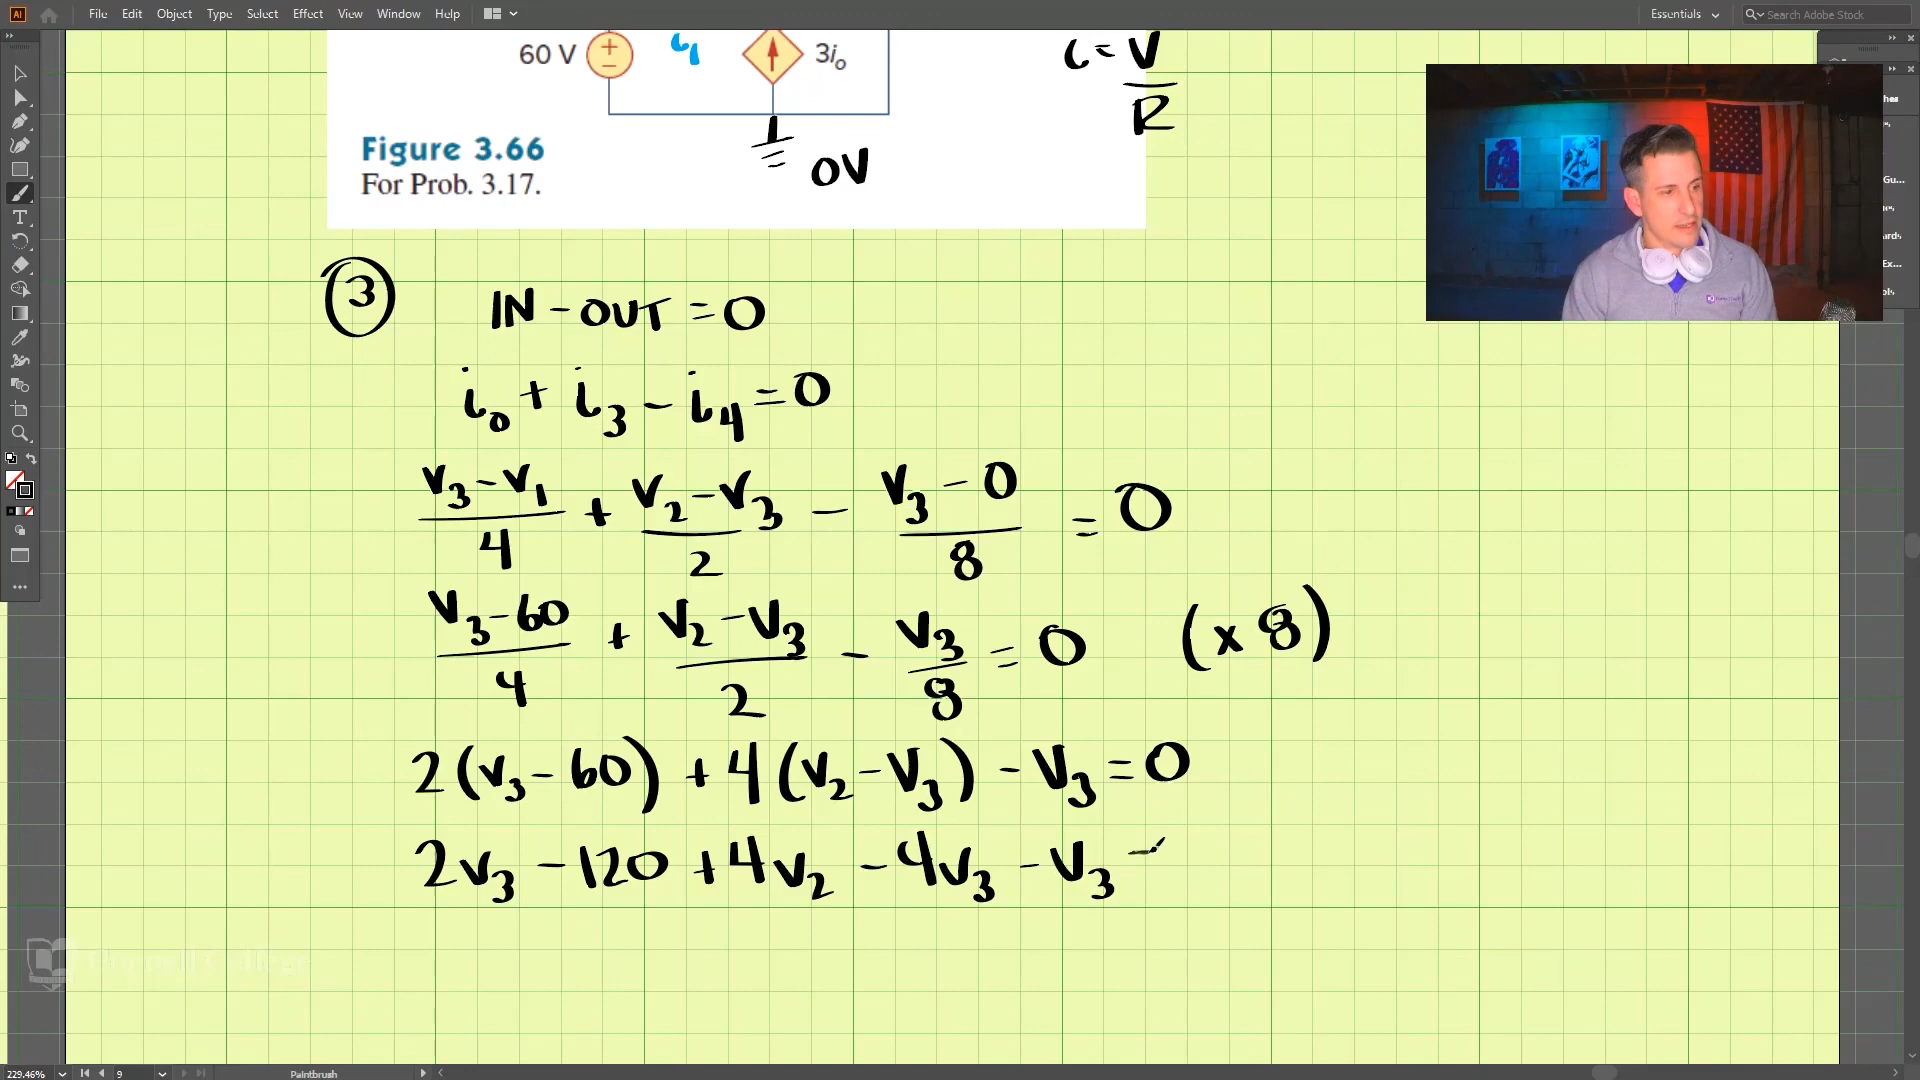 Ai File Edit Object Type Select Effect View Window Help
Essentials Search Adobe Stock
60 V i1 3io
i = V
R
0V
Figure 3.66
For Prob. 3.17.
3 IN - OUT = 0
i0 + i3 - i4 = 0
V3 - V1 + V2 - V3 - V3 - 0 = 0
4 2 8
V3 - 60 + V2 - V3 - V3 = 0 (x 8)
4 2 8
2 (V3 - 60) + 4 (V2 - V3) - V3 = 0
2V3 - 120 + 4V2 - 4V3 - V3 -
229.46% 9 Paintbrush